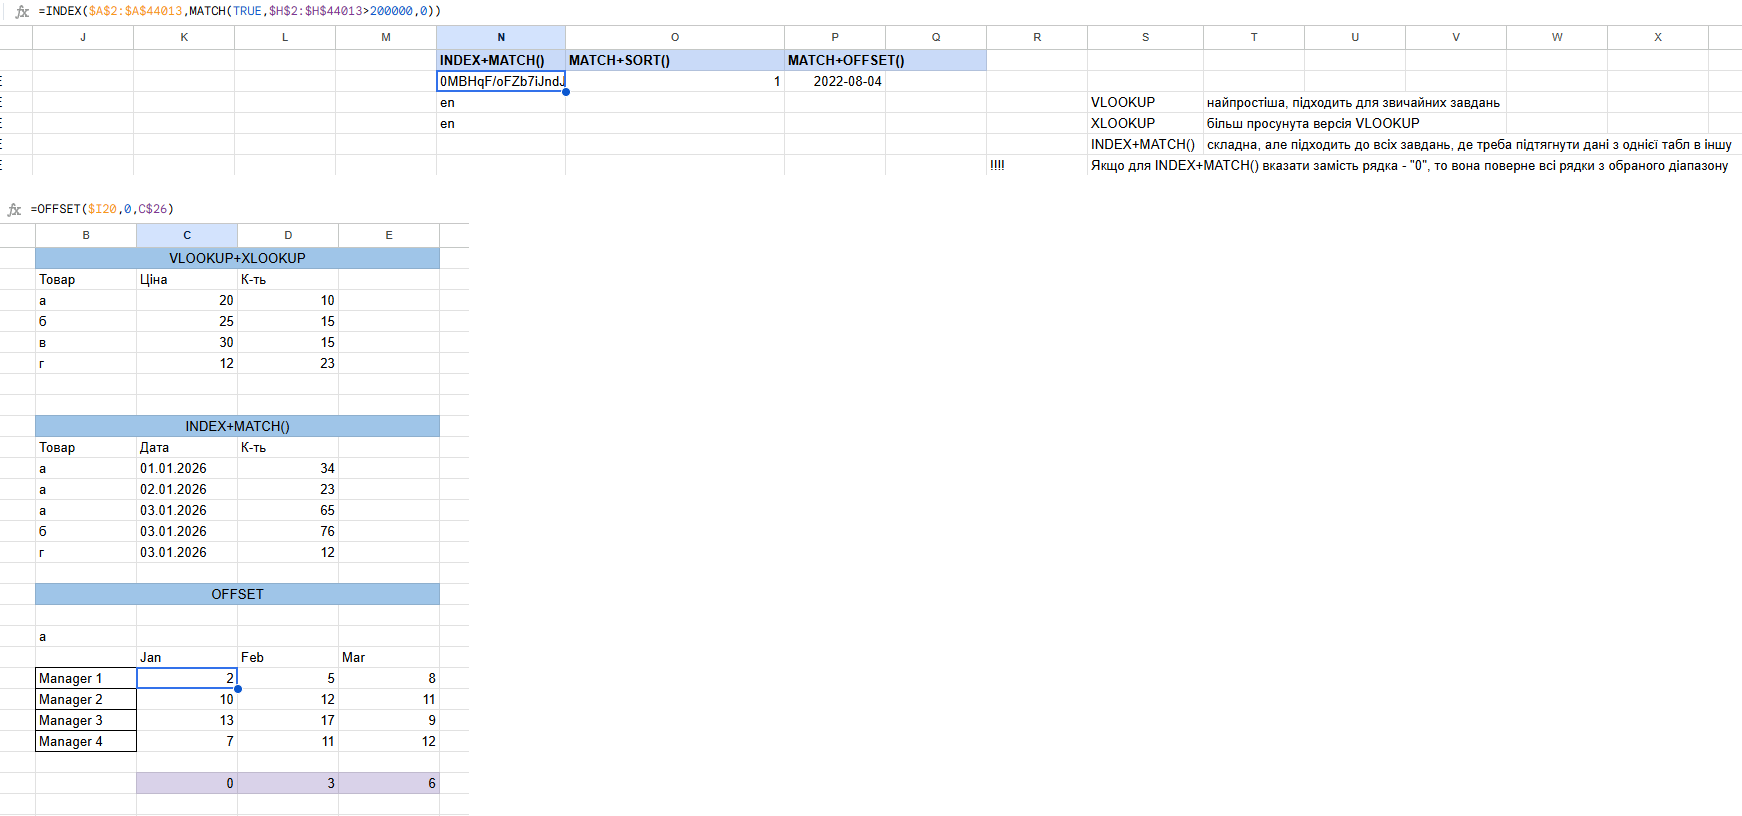 =INDEX($A$2:$A$44013,MATCH(TRUE,$H$2:$H$44013>200000,0))
J K L M N O P Q R S T U V W X
INDEX+MATCH() MATCH+SORT() MATCH+OFFSET()
1 2022-08-04
en VLOOKUP найпростіша, підходить для звичайних завдань
en XLOOKUP більш просунута версія VLOOKUP
INDEX+MATCH() складна, але підходить до всіх завдань, де треба підтягнути дані з однієї табл в іншу
!!!! Якщо для INDEX+MATCH() вказати замість рядка - "0", то вона поверне всі рядки з обраного діапазону
=OFFSET($I20,0,C$26)
B C D E
VLOOKUP+XLOOKUP
Товар Ціна К-ть
а 20 10
б 25 15
в 30 15
г 12 23
INDEX+MATCH()
Товар Дата К-ть
а 01.01.2026 34
а 02.01.2026 23
а 03.01.2026 65
б 03.01.2026 76
г 03.01.2026 12
OFFSET
а
Jan Feb Mar
Manager 1 2 5 8
Manager 2 10 12 11
Manager 3 13 17 9
Manager 4 7 11 12
0 3 6